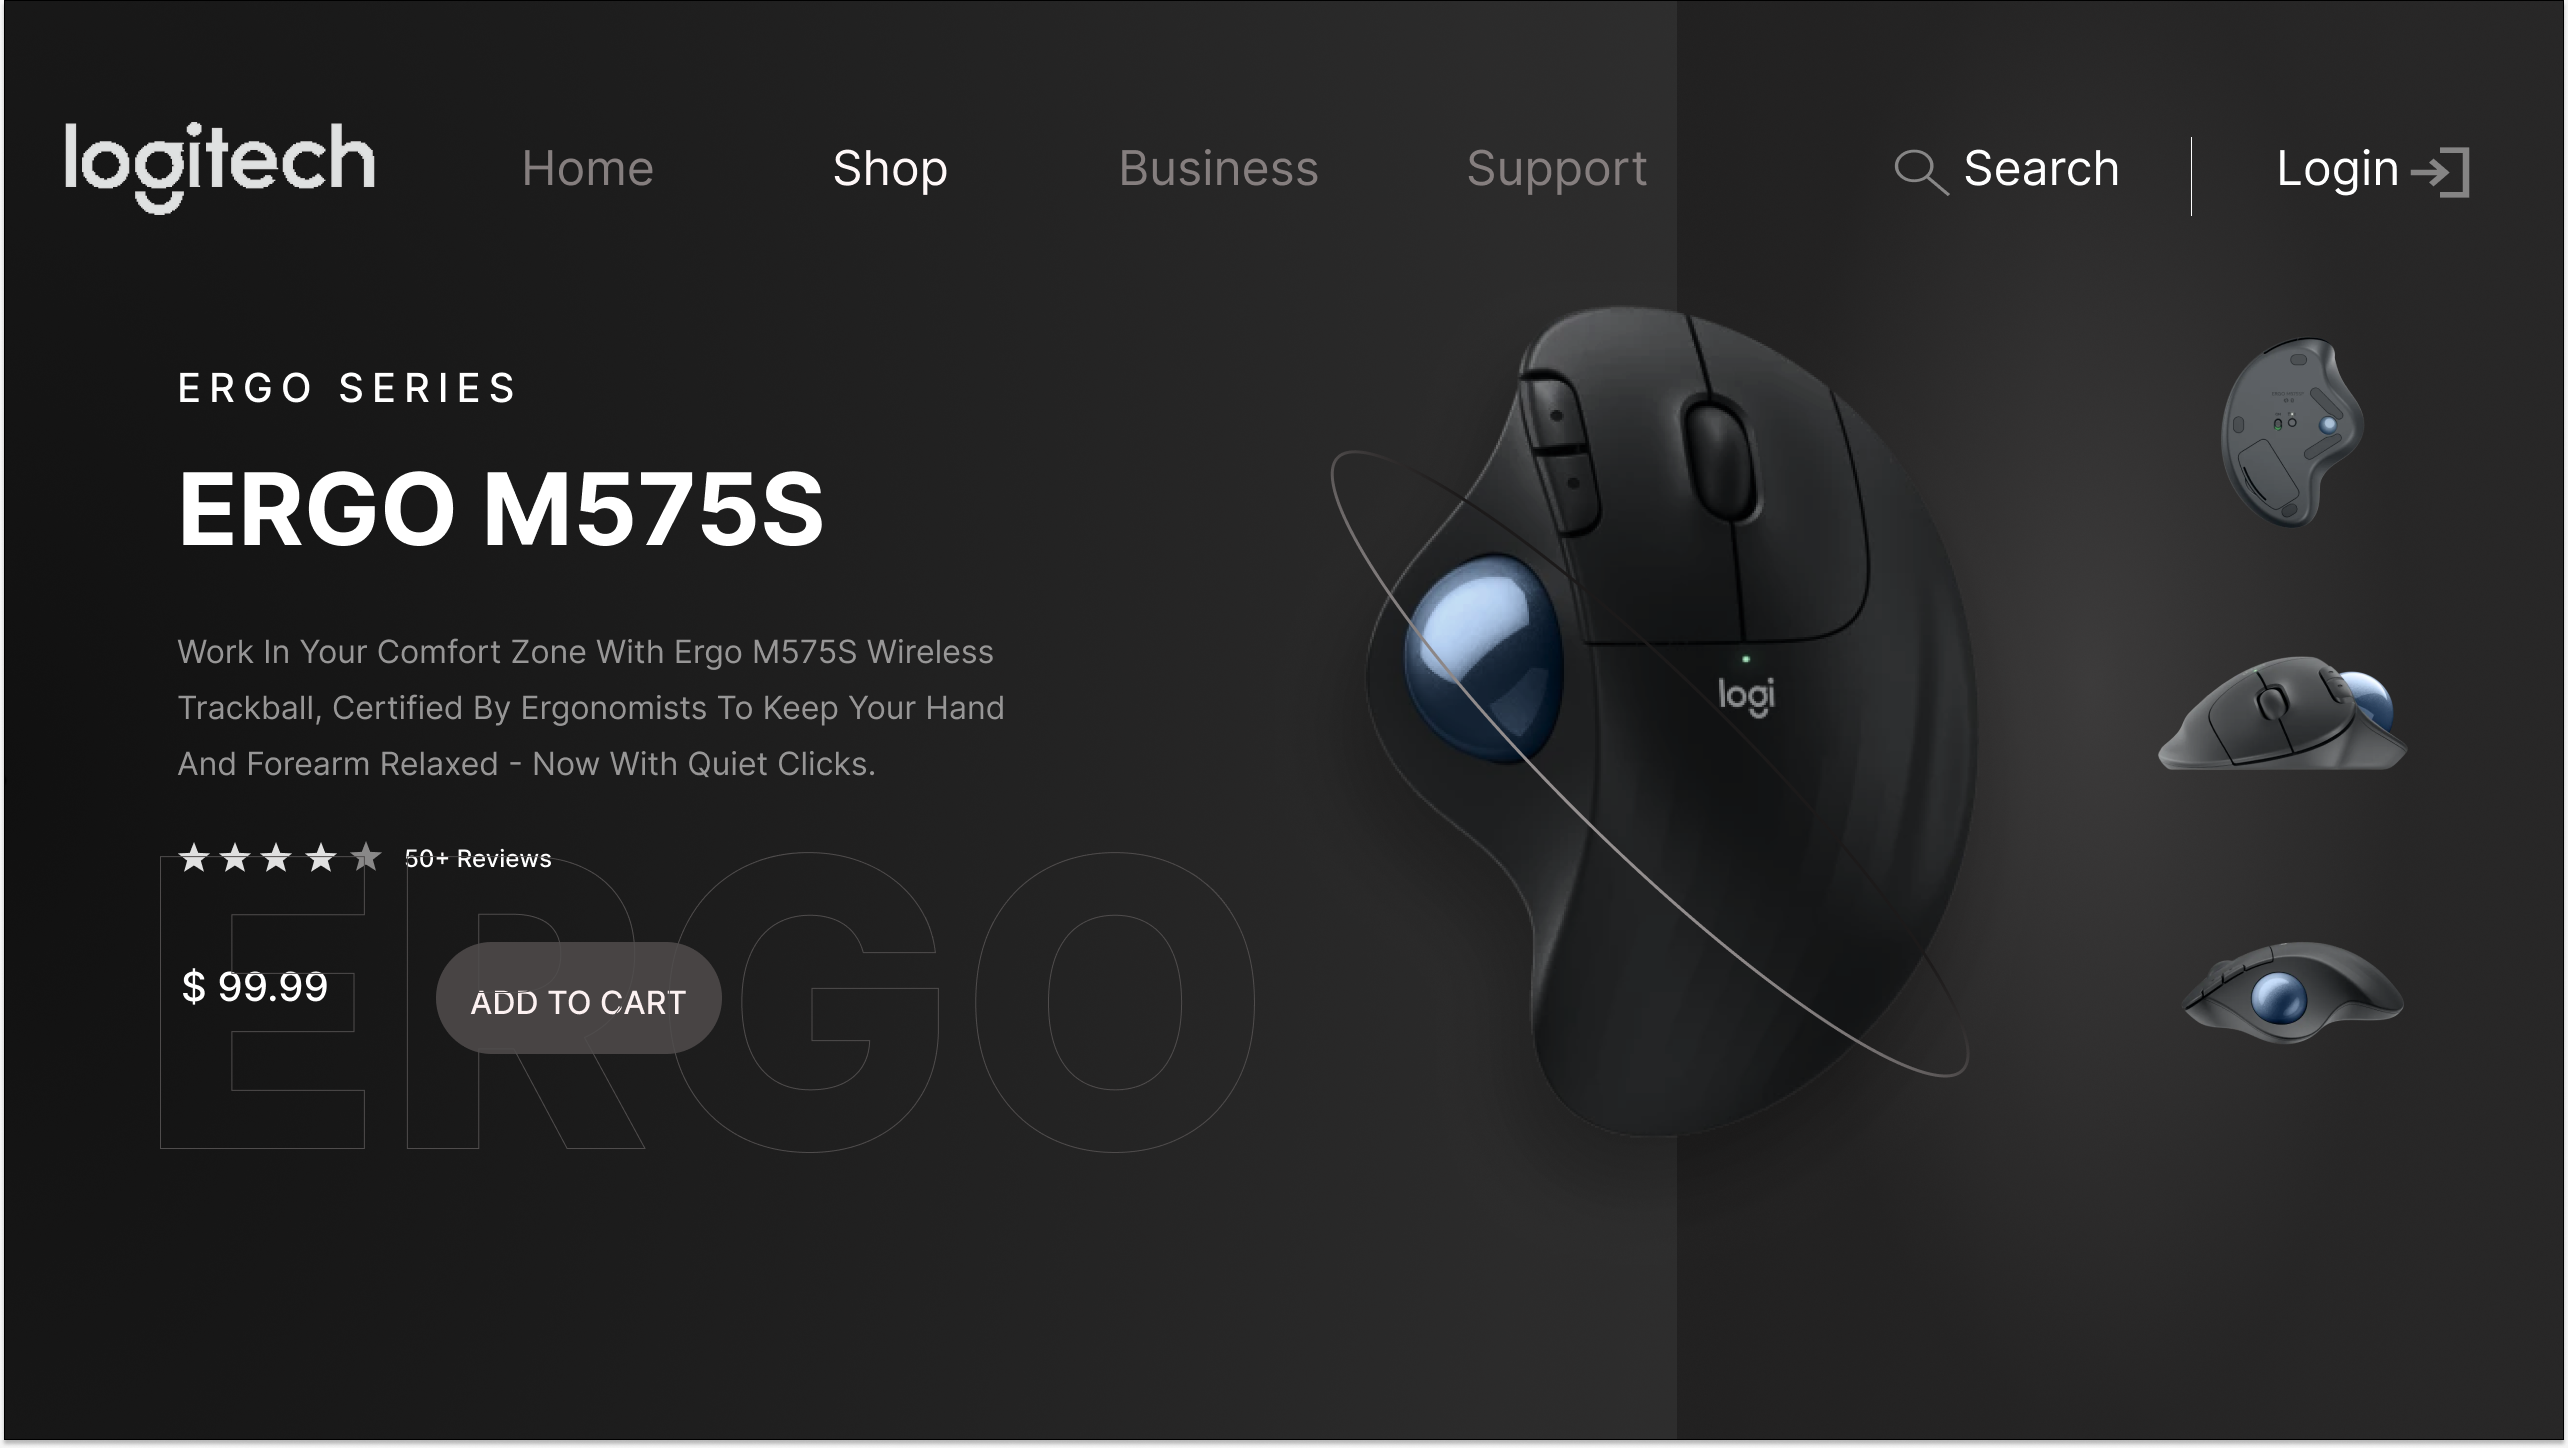 logitech
Home
Shop
Business
Support
Search
Login
ERGO SERIES
ERGO M575S
Work In Your Comfort Zone With Ergo M575S Wireless
Trackball, Certified By Ergonomists To Keep Your Hand
And Forearm Relaxed - Now With Quiet Clicks.
50+ Reviews
$ 99.99
ADD TO CART
ERGO
logi